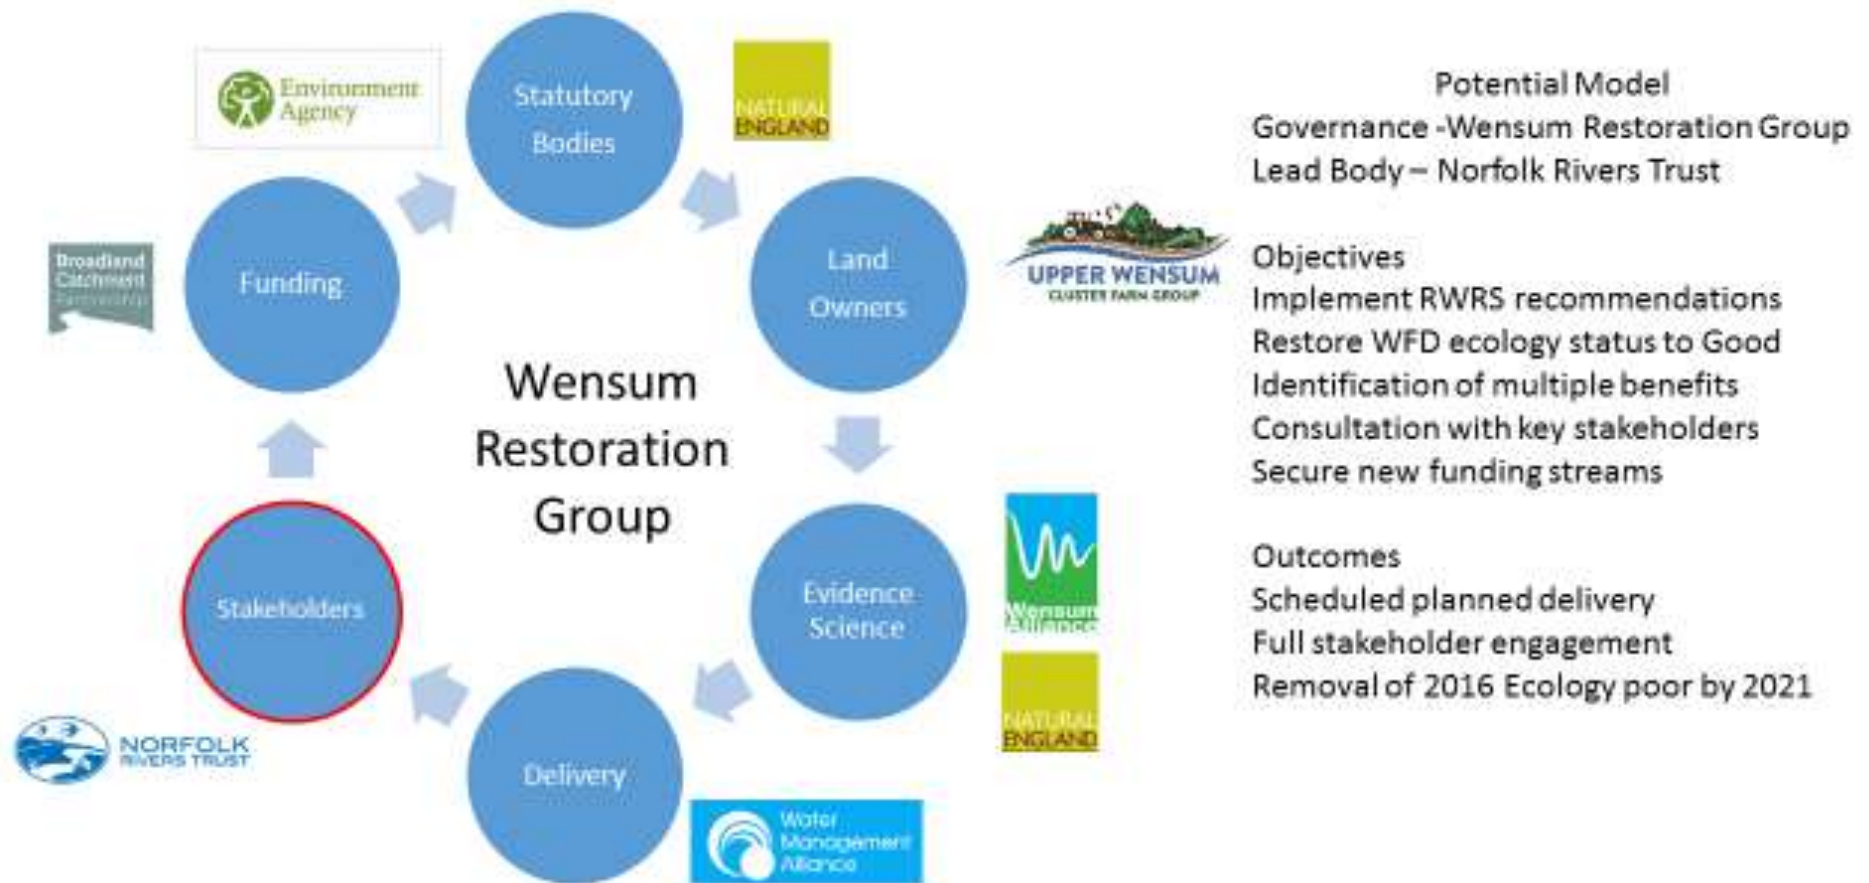 Environment
Agency
Statutory
Bodies
NATURAL
ENGLAND
Broadland
Catchment
Partnership
Funding
Land
Owners
UPPER WENSUM
CLUSTER FARM GROUP
Wensum
Restoration
Group
Stakeholders
Evidence
Science
Wensum
Alliance
NATURAL
ENGLAND
NORFOLK
RIVERS TRUST
Delivery
Water
Management
Alliance
Potential Model
Governance -Wensum Restoration Group
Lead Body – Norfolk Rivers Trust
Objectives
Implement RWRS recommendations
Restore WFD ecology status to Good
Identification of multiple benefits
Consultation with key stakeholders
Secure new funding streams
Outcomes
Scheduled planned delivery
Full stakeholder engagement
Removal of 2016 Ecology poor by 2021